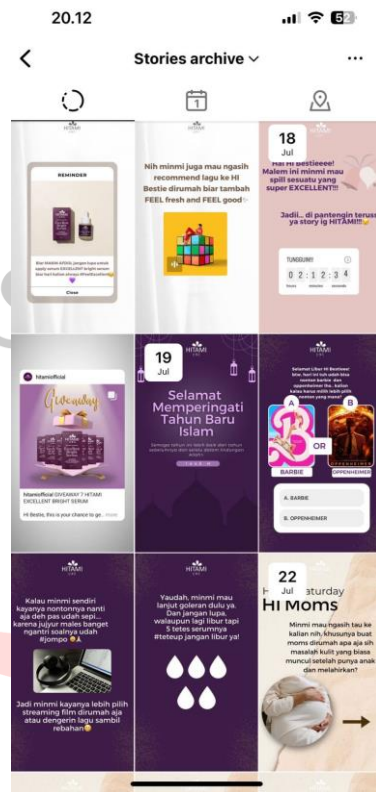 20.12
52
Stories archive
1
HITAMI
REMINDER
Close
HITAMI
Nih minmi juga mau ngasih
recommend lagu ke HI
Bestie dirumah biar tambah
FEEL fresh and FEEL good
18
Jul
Hai HI Bestieeee!
Malem ini minmi mau
spill sesuatu yang
super EXCELLENT!!!
Jadii.. di pantengin terus
ya story ig HITAMI!!!
TUNGGUIN!!
0 2 : 1 2 : 3 4
hitamiofficial
Giveaway
hitamiofficial GIVEAWAY 7 HITAMI
EXCELLENT BRIGHT SERUM!
Hi Bestie, this is your chance to ge... more
19
Jul
HITAMI
Selamat
Memperingati
Tahun Baru
Islam
HITAMI
Selamat Libur HI Bestieee!
A
B
OR
BARBIE
OPPENHEIMER
A. BARBIE
B. OPPENHEIMER
HITAMI
Kalau minmi sendiri
kayanya nontonnya nanti
aja deh pas udah sepi...
karena jujur males banget
ngantri soalnya udah
#jompo
Jadi minmi kayanya lebih pilih
streaming film dirumah aja
atau dengerin lagu sambil
rebahan
HITAMI
Yaudah, minmi mau
lanjut goleran dulu ya.
Dan jangan lupa,
walaupun lagi libur tapi
5 tetes serumnya
#teteup jangan libur ya!
22
Jul
HI Moms
Minmi mau ngasih tau ke
kalian nih, khusunya buat
moms dirumah apa aja sih
masalah kulit yang biasa
muncul setelah punya anak
dan melahirkan?